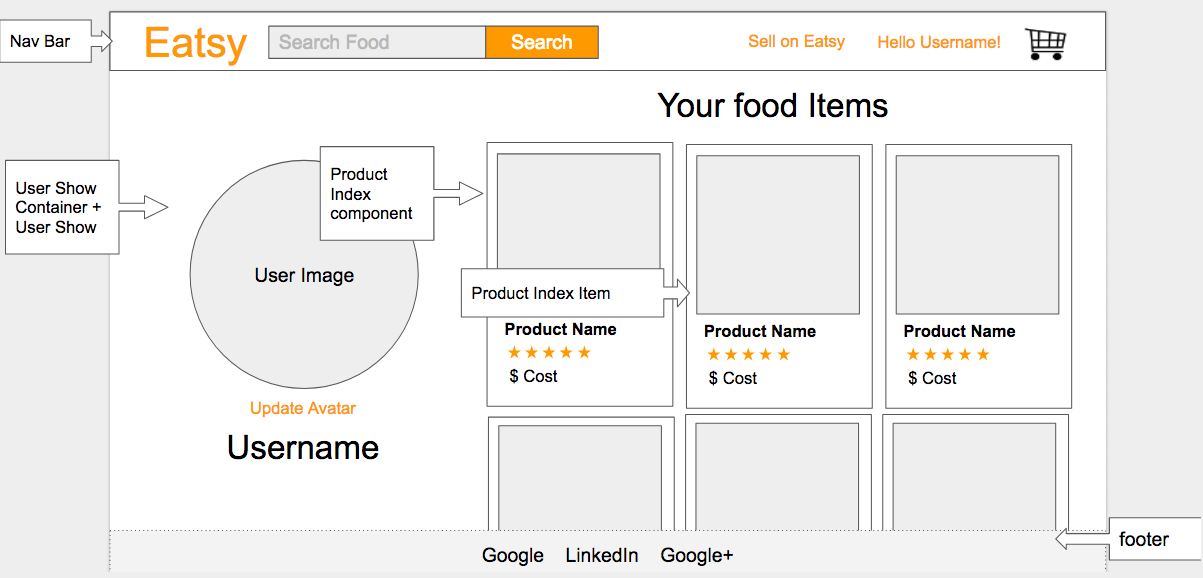 Nav Bar
Eatsy
Search Food
Search
Sell on Eatsy
Hello Username!
Your food Items
User Show
Container +
User Show
Product
Index
component
User Image
Product Index Item
Product Name
★★★★★
$ Cost
Product Name
★★★★★
$ Cost
Product Name
★★★★★
$ Cost
Update Avatar
Username
footer
Google
LinkedIn
Google+